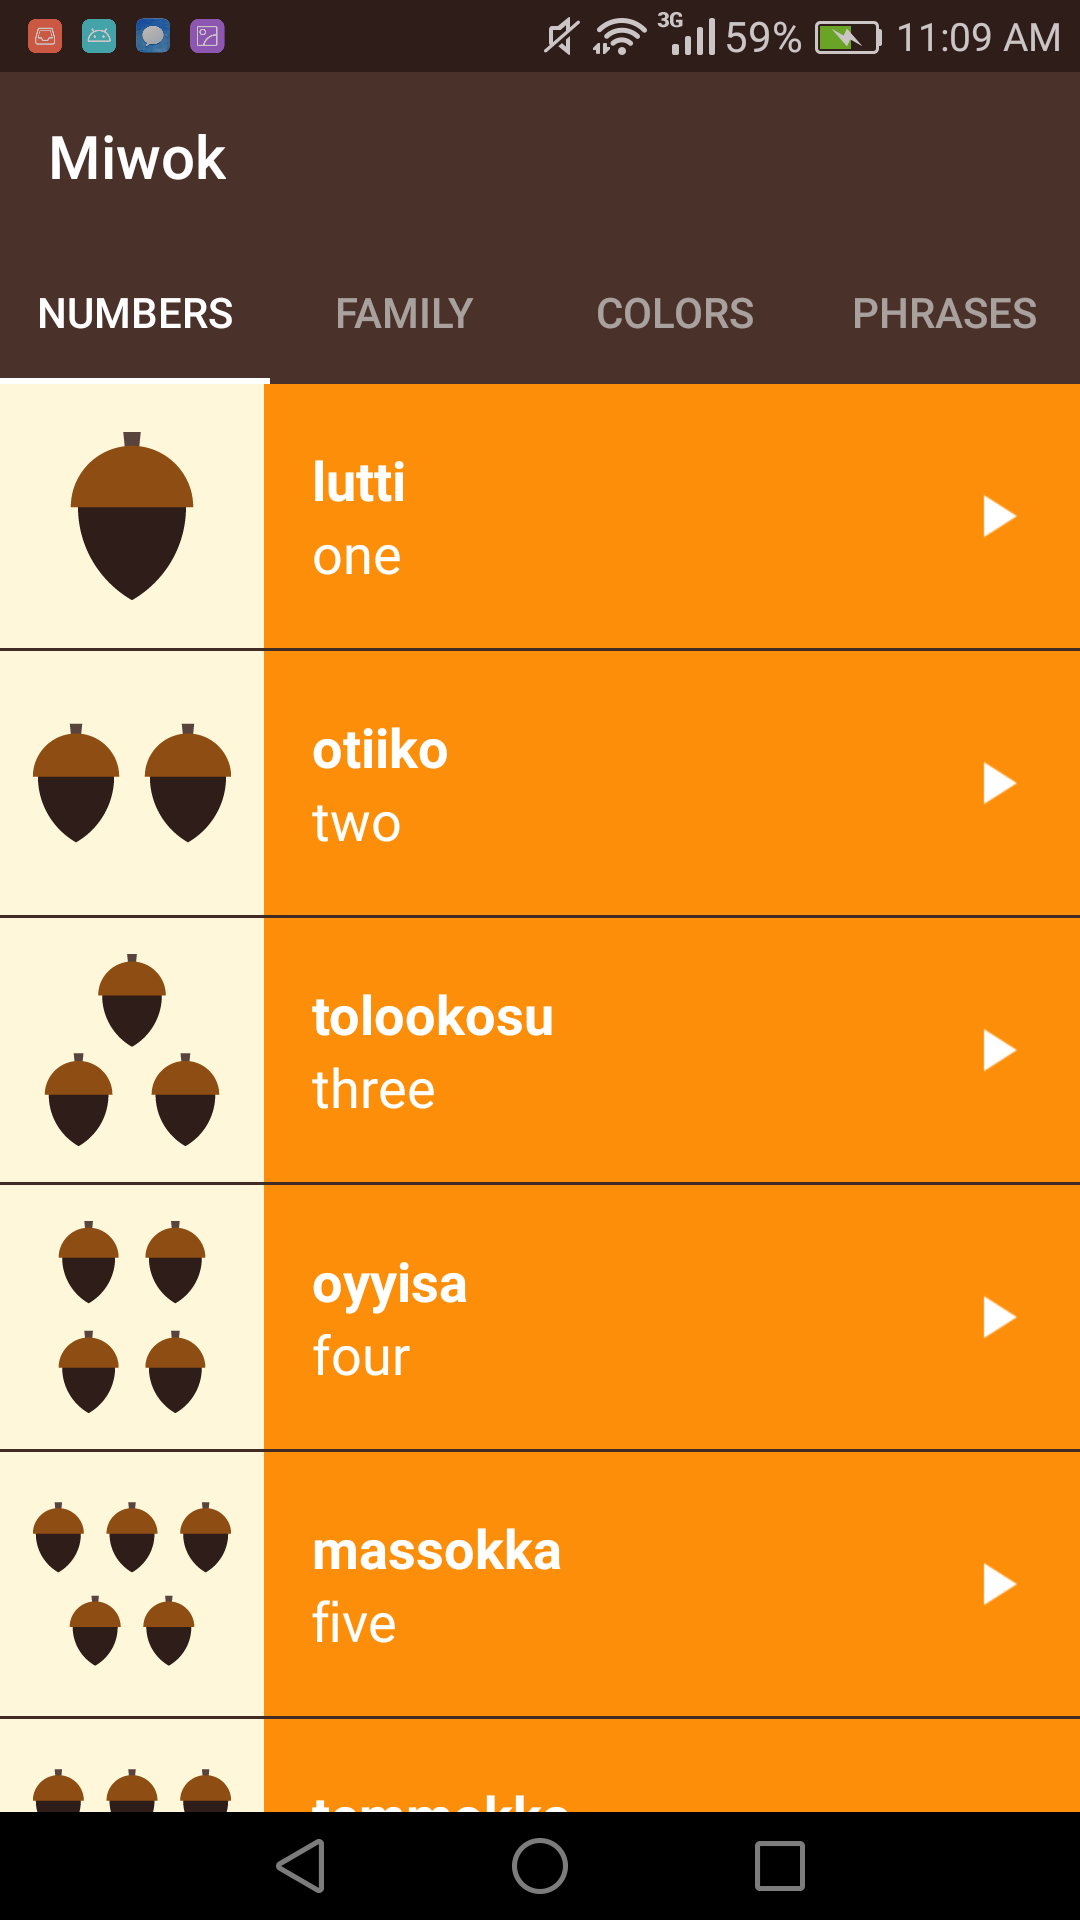 3G 59% 11:09 AM
Miwok
NUMBERS FAMILY COLORS PHRASES
lutti
one
otiiko
two
tolookosu
three
oyyisa
four
massokka
five